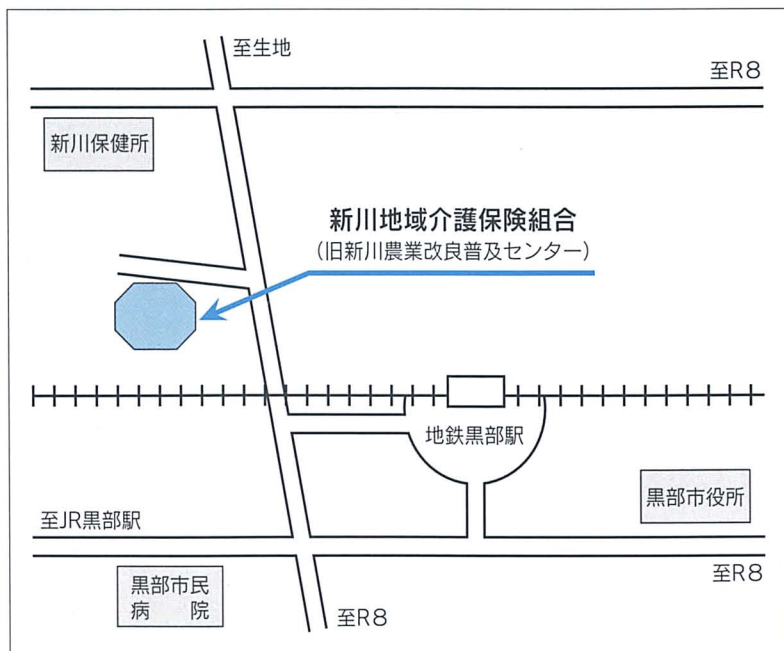 至生地
至R8
新川保健所
新川地域介護保険組合
(旧新川農業改良普及センター)
地鉄黒部駅
黒部市役所
至JR黒部駅
至R8
黒部市民
病　院
至R8